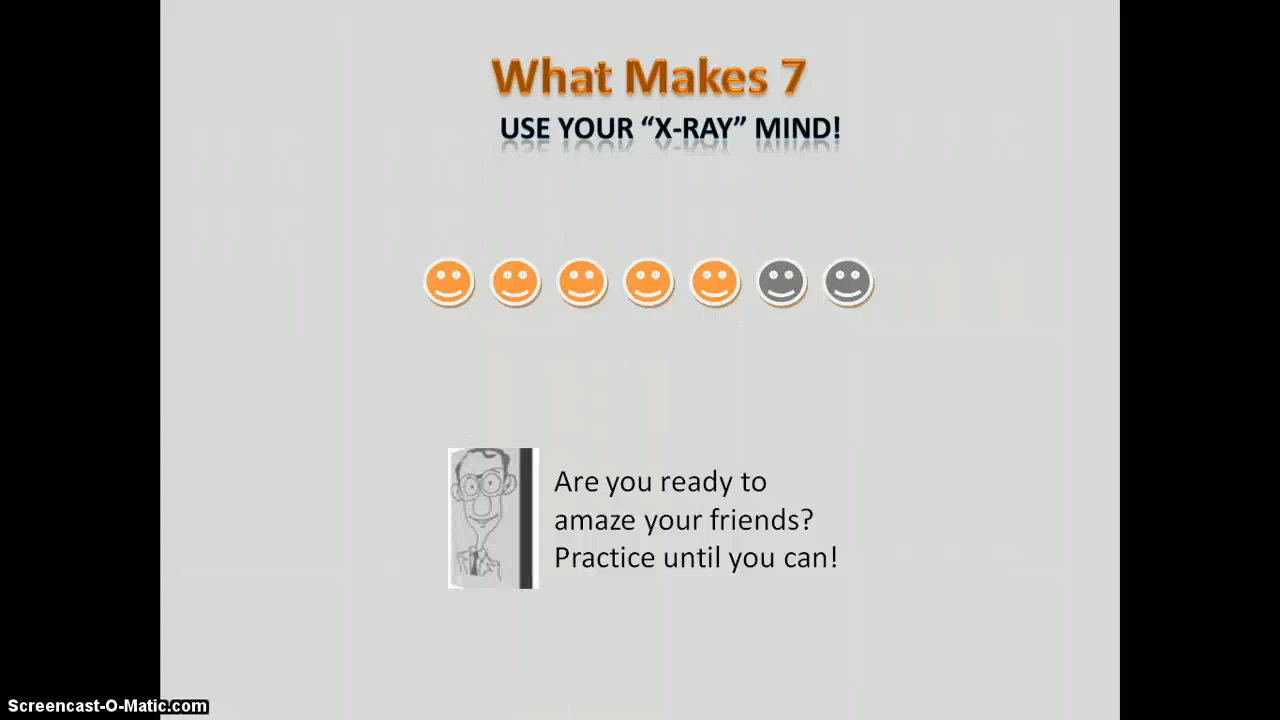 What Makes 7
USE YOUR “X-RAY” MIND!
Are you ready to
amaze your friends?
Practice until you can!
Screencast-O-Matic.com